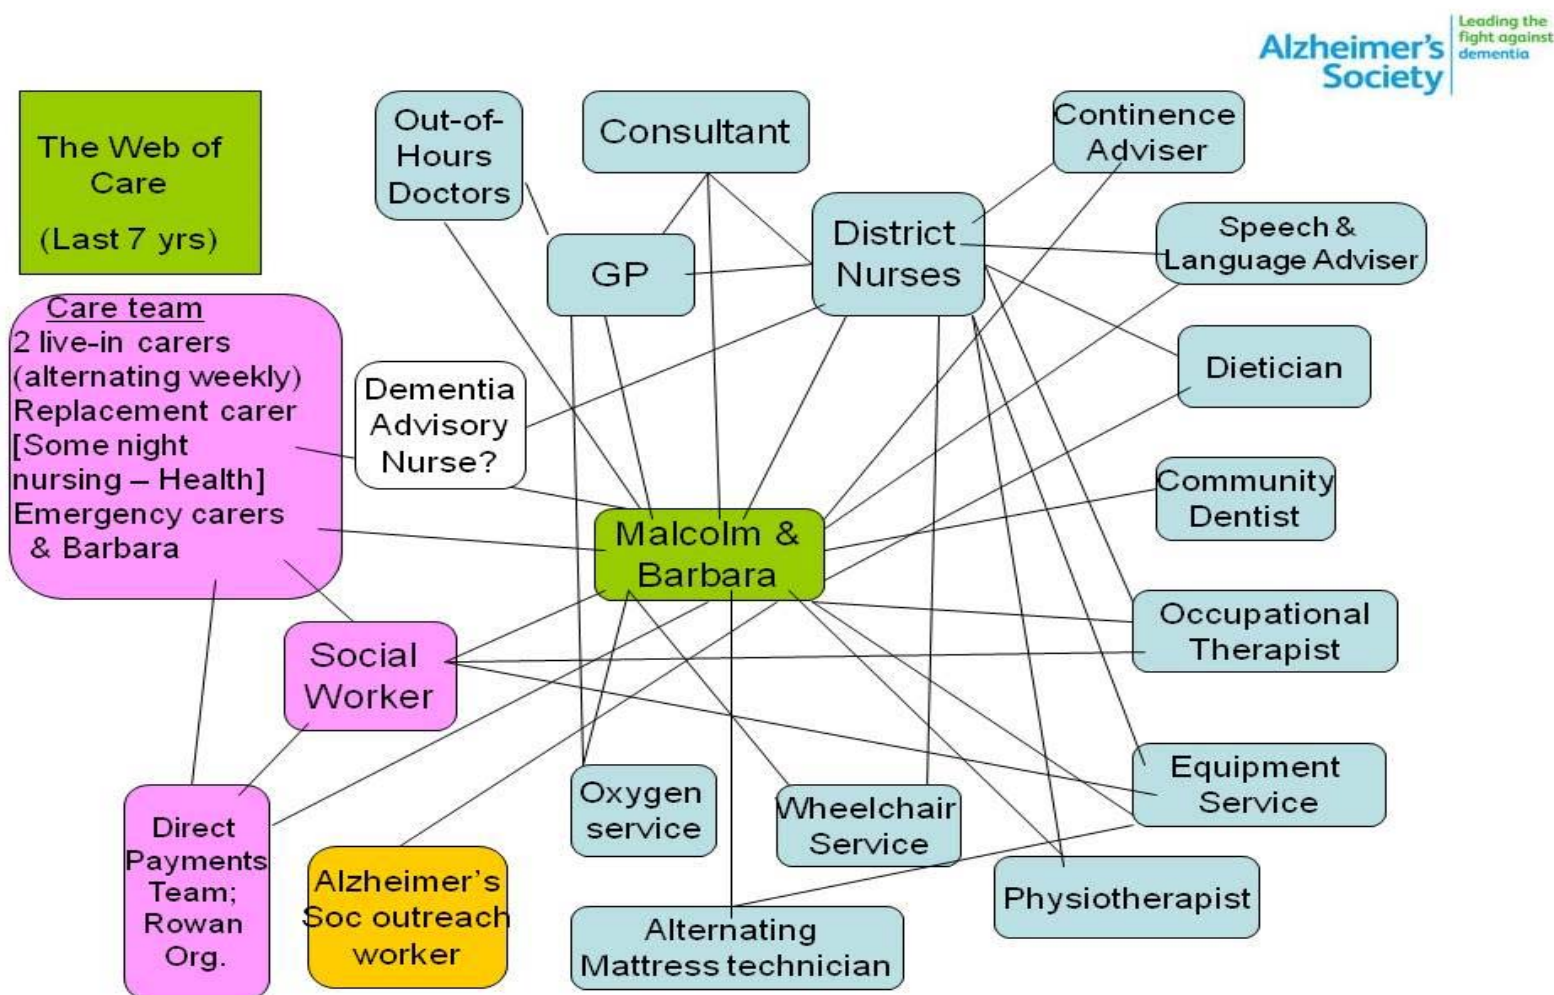 Alzheimer's
Society
Leading the
fight against
dementia
The Web of
Care
(Last 7 yrs)
Out-of-
Hours
Doctors
Consultant
Continence
Adviser
GP
District
Nurses
Speech &
Language Adviser
Care team
2 live-in carers
(alternating weekly)
Replacement carer
[Some night
nursing – Health]
Emergency carers
& Barbara
Dementia
Advisory
Nurse?
Dietician
Community
Dentist
Malcolm &
Barbara
Occupational
Therapist
Social
Worker
Equipment
Service
Oxygen
service
Wheelchair
Service
Direct
Payments
Team;
Rowan
Org.
Alzheimer's
Soc outreach
worker
Physiotherapist
Alternating
Mattress technician